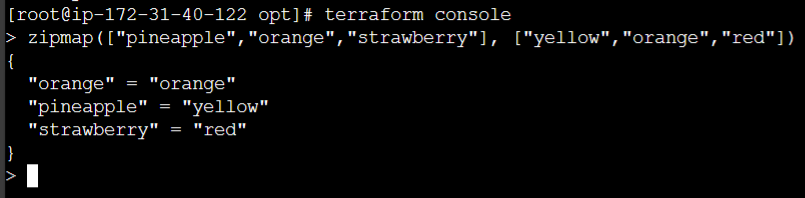 [root@ip-172-31-40-122 opt]# terraform console
> zipmap(["pineapple","orange","strawberry"], ["yellow","orange","red"])
{
  "orange" = "orange"
  "pineapple" = "yellow"
  "strawberry" = "red"
}
>